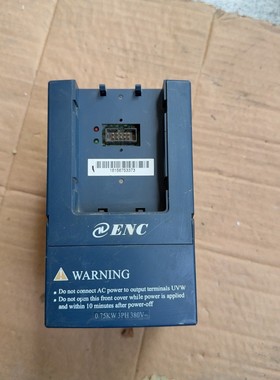 ENC
WARNING
Do not connect AC power to output terminals UVW
Do not open this front cover while power is applied
and within 10 minutes after power-off
0.75KW 3PH 380V~